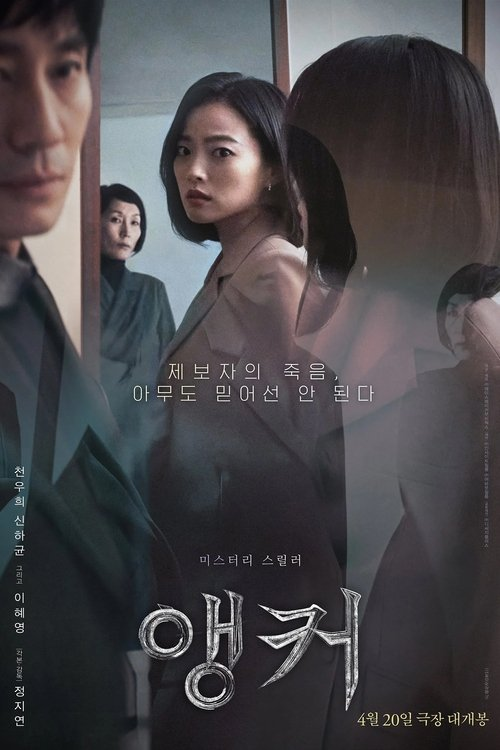 제보자의 죽음,
아무도 믿어선 안 된다
천우희 신하균 그리고 이혜영 [각본·감독] 정지연
미스터리 스릴러
앵커
4월 20일 극장 대개봉